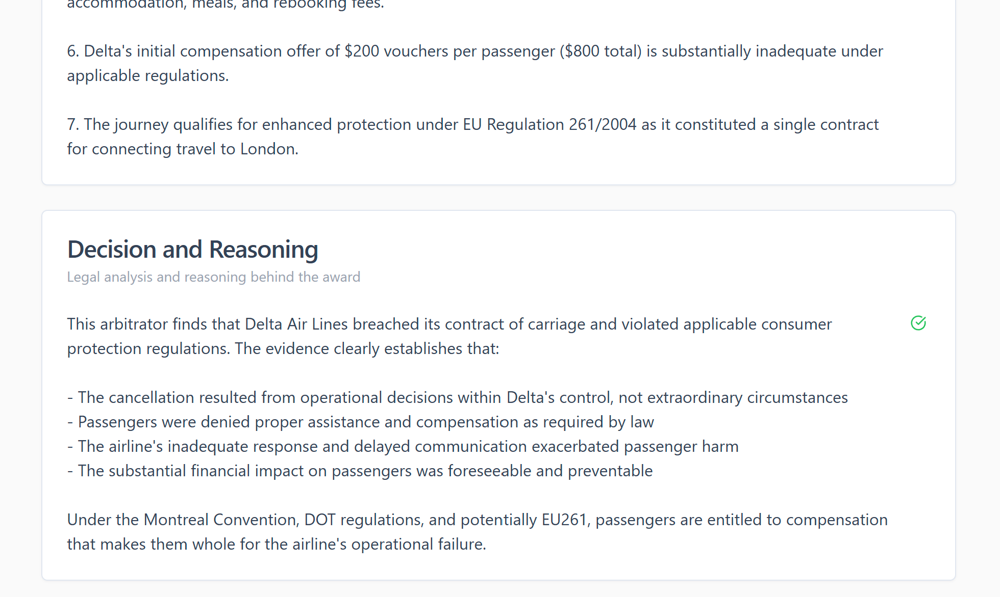 accommodation, meals, and rebooking fees.
6. Delta's initial compensation offer of $200 vouchers per passenger ($800 total) is substantially inadequate under
applicable regulations.
7. The journey qualifies for enhanced protection under EU Regulation 261/2004 as it constituted a single contract
for connecting travel to London.
Decision and Reasoning
Legal analysis and reasoning behind the award
This arbitrator finds that Delta Air Lines breached its contract of carriage and violated applicable consumer
protection regulations. The evidence clearly establishes that:
- The cancellation resulted from operational decisions within Delta's control, not extraordinary circumstances
- Passengers were denied proper assistance and compensation as required by law
- The airline's inadequate response and delayed communication exacerbated passenger harm
- The substantial financial impact on passengers was foreseeable and preventable
Under the Montreal Convention, DOT regulations, and potentially EU261, passengers are entitled to compensation
that makes them whole for the airline's operational failure.